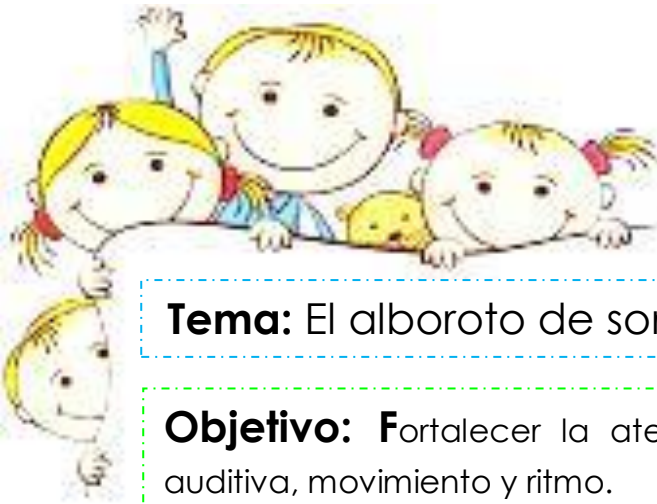 Tema: El alboroto de
Objetivo: Fortalecer la
auditiva, movimiento y ritmo.